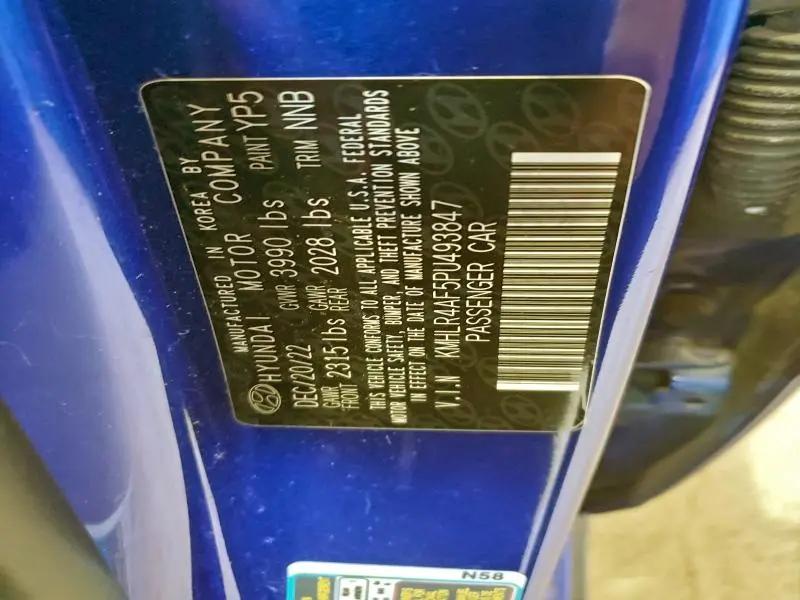 MANUFACTURED IN KOREA BY
HYUNDAI MOTOR COMPANY
DEC/20/22 GVWR 3990 lbs PAINT YP5
GAWR FRONT 2315 lbs GAWR REAR 2028 lbs TRIM NNB
THIS VEHICLE CONFORMS TO ALL APPLICABLE U.S.A. FEDERAL
MOTOR VEHICLE SAFETY, BUMPER, AND THEFT PREVENTION STANDARDS
IN EFFECT ON THE DATE OF MANUFACTURE SHOWN ABOVE
V.I.N KMHLR4AF5PU493847
PASSENGER CAR
N58